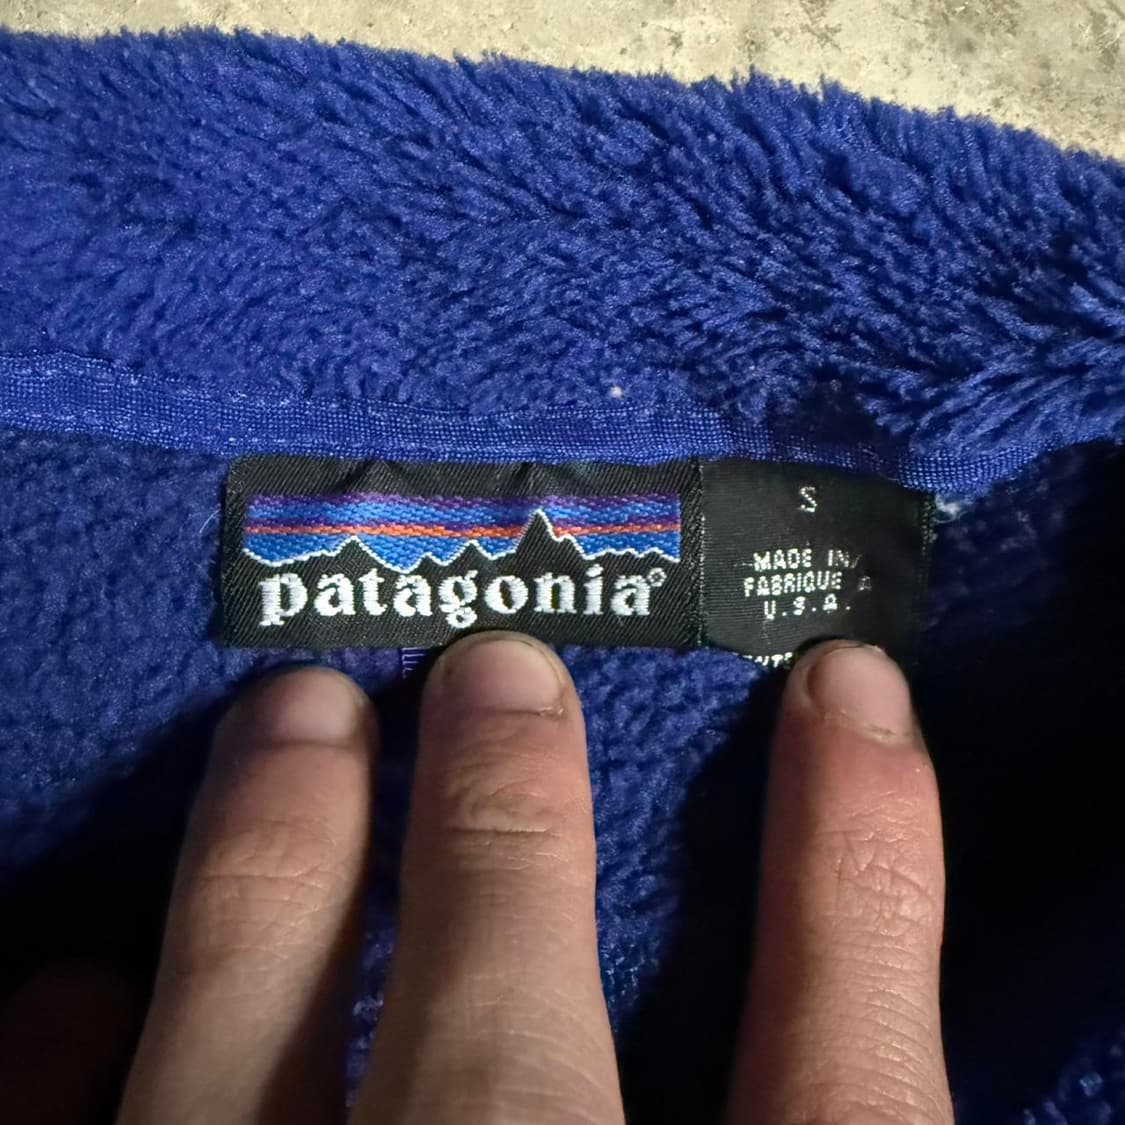 patagonia®
S
MADE IN/
FABRIQUE A
U.S.A.